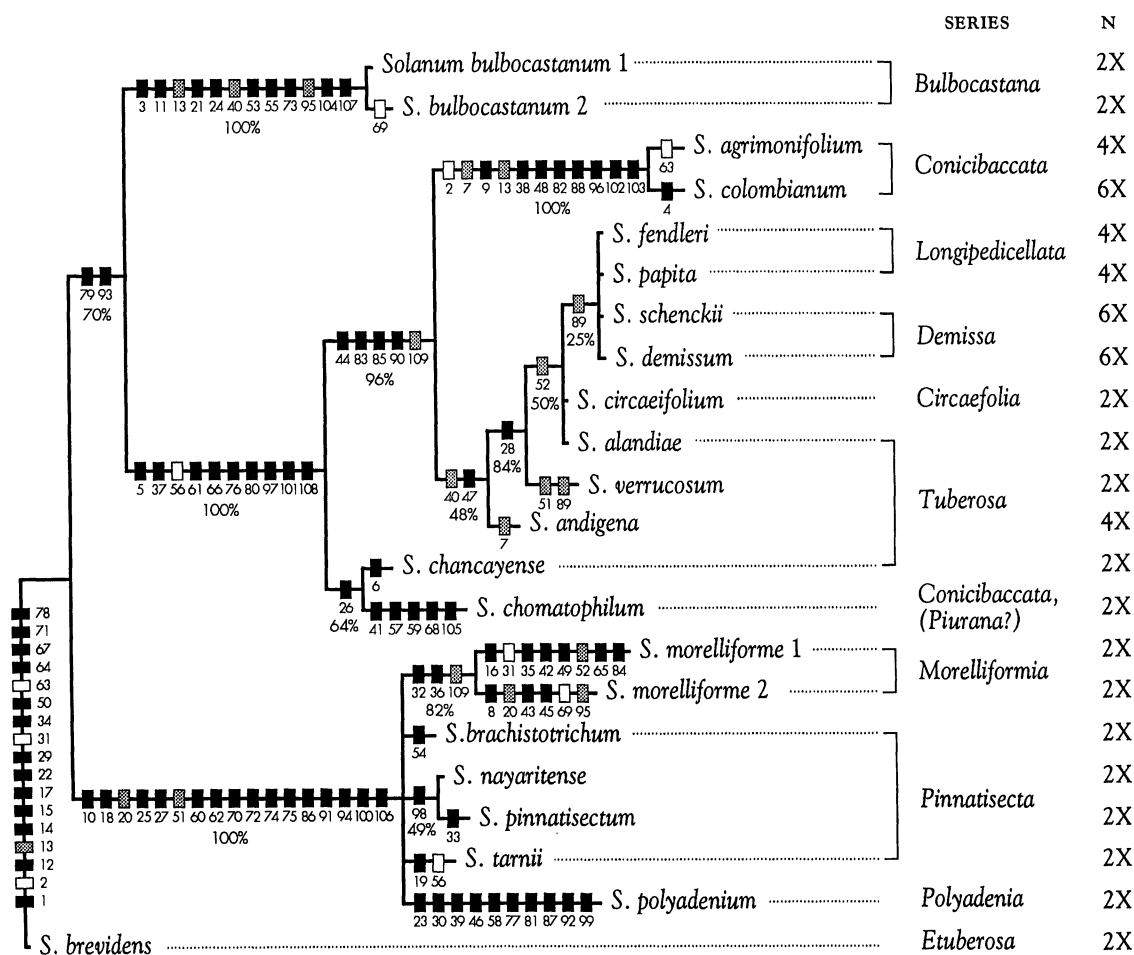 SERIES N
Solanum bulbocastanum 1 2X
Bulbocastana
3 11 13 21 24 40 53 55 73 95 104 107
S. bulbocastanum 2 2X
100% 69
S. agrimonifolium 4X
63
Conicibaccata
2 7 9 13 38 48 82 88 96 102 103
S. colombianum 6X
100% 4
S. fendleri 4X
Longipedicellata
S. papita 4X
79 93
70%
S. schenckii 6X
89
25%
Demissa
44 83 85 90 109
96%
S. demissum 6X
52
50%
S. circaeifolium Circaefolia 2X
S. alandiae 2X
28
84%
5 37 56 61 66 76 80 97 101 108
100%
S. verrucosum 2X
51 89
40 47
48%
Tuberosa
S. andigena 4X
7
S. chancayense 2X
6
26
64%
Conicibaccata,
S. chomatophilum 2X
(Piurana?)
41 57 59 68 105
78
71
67
64
63
50
34
31
29
22
17
15
14
13
12
2
1
S. morelliforme 1 2X
16 31 35 42 49 52 65 84
Morelliformia
32 36 109
82%
S. morelliforme 2 2X
8 20 43 45 69 95
S.brachistotrichum 2X
54
S. nayaritense 2X
Pinnatisecta
10 18 20 25 27 51 60 62 70 72 74 75 86 91 94 100 106
100%
98
49%
S. pinnatisectum 2X
33
S. tarnii 2X
19 56
S. polyadenium Polyadenia 2X
23 30 39 46 58 77 81 87 92 99
S. brevidens Etuberosa 2X